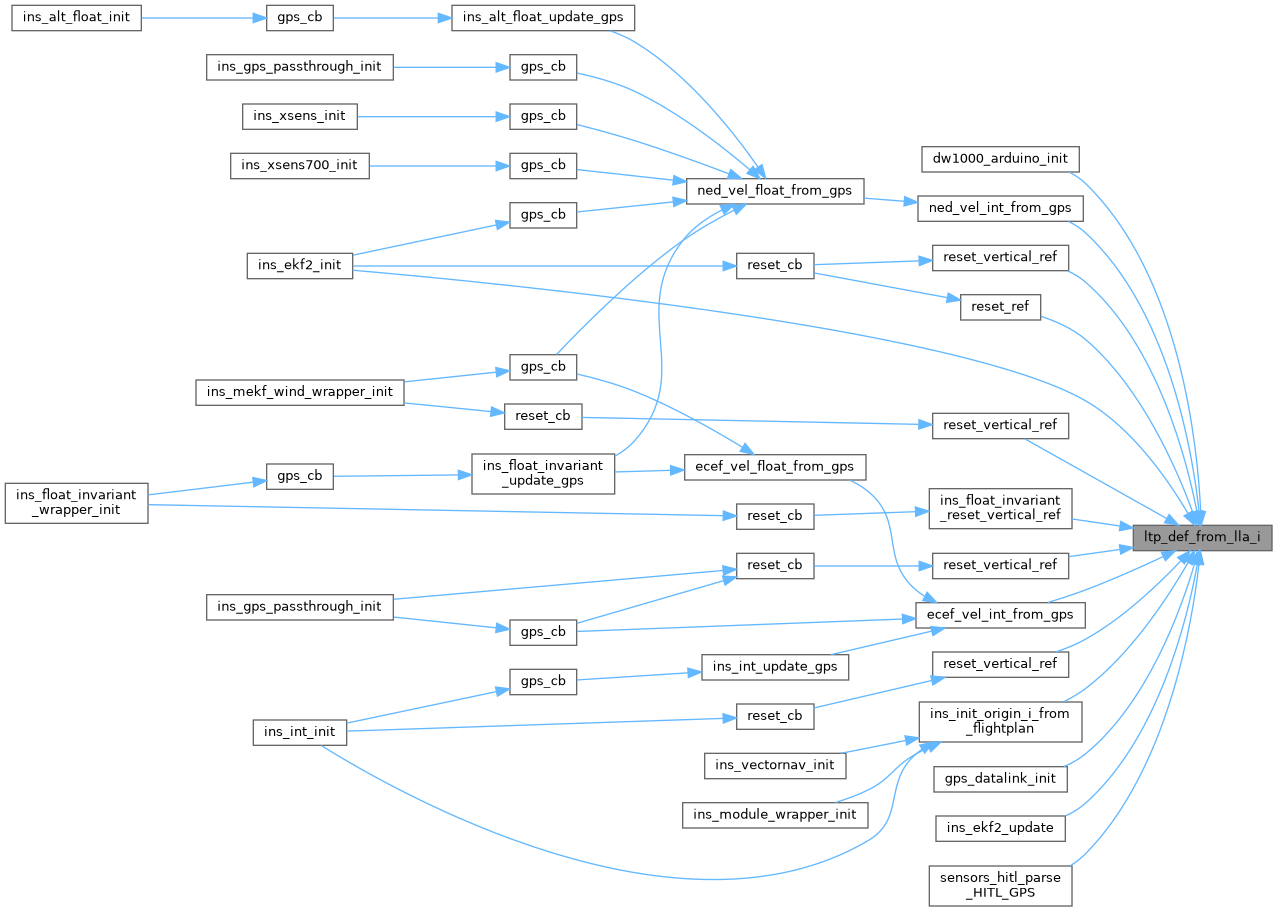 ins_alt_float_init
gps_cb
ins_alt_float_update_gps
ins_gps_passthrough_init
gps_cb
ins_xsens_init
gps_cb
ins_xsens700_init
gps_cb
dw1000_arduino_init
ned_vel_float_from_gps
ned_vel_int_from_gps
gps_cb
ins_ekf2_init
reset_cb
reset_vertical_ref
reset_ref
gps_cb
ins_mekf_wind_wrapper_init
reset_cb
reset_vertical_ref
ins_float_invariant
_wrapper_init
gps_cb
ins_float_invariant
_update_gps
ecef_vel_float_from_gps
reset_cb
ins_float_invariant
_reset_vertical_ref
ltp_def_from_lla_i
reset_cb
reset_vertical_ref
ins_gps_passthrough_init
gps_cb
ecef_vel_int_from_gps
gps_cb
ins_int_update_gps
reset_vertical_ref
ins_int_init
reset_cb
ins_init_origin_i_from
_flightplan
ins_vectornav_init
gps_datalink_init
ins_module_wrapper_init
ins_ekf2_update
sensors_hitl_parse
_HITL_GPS